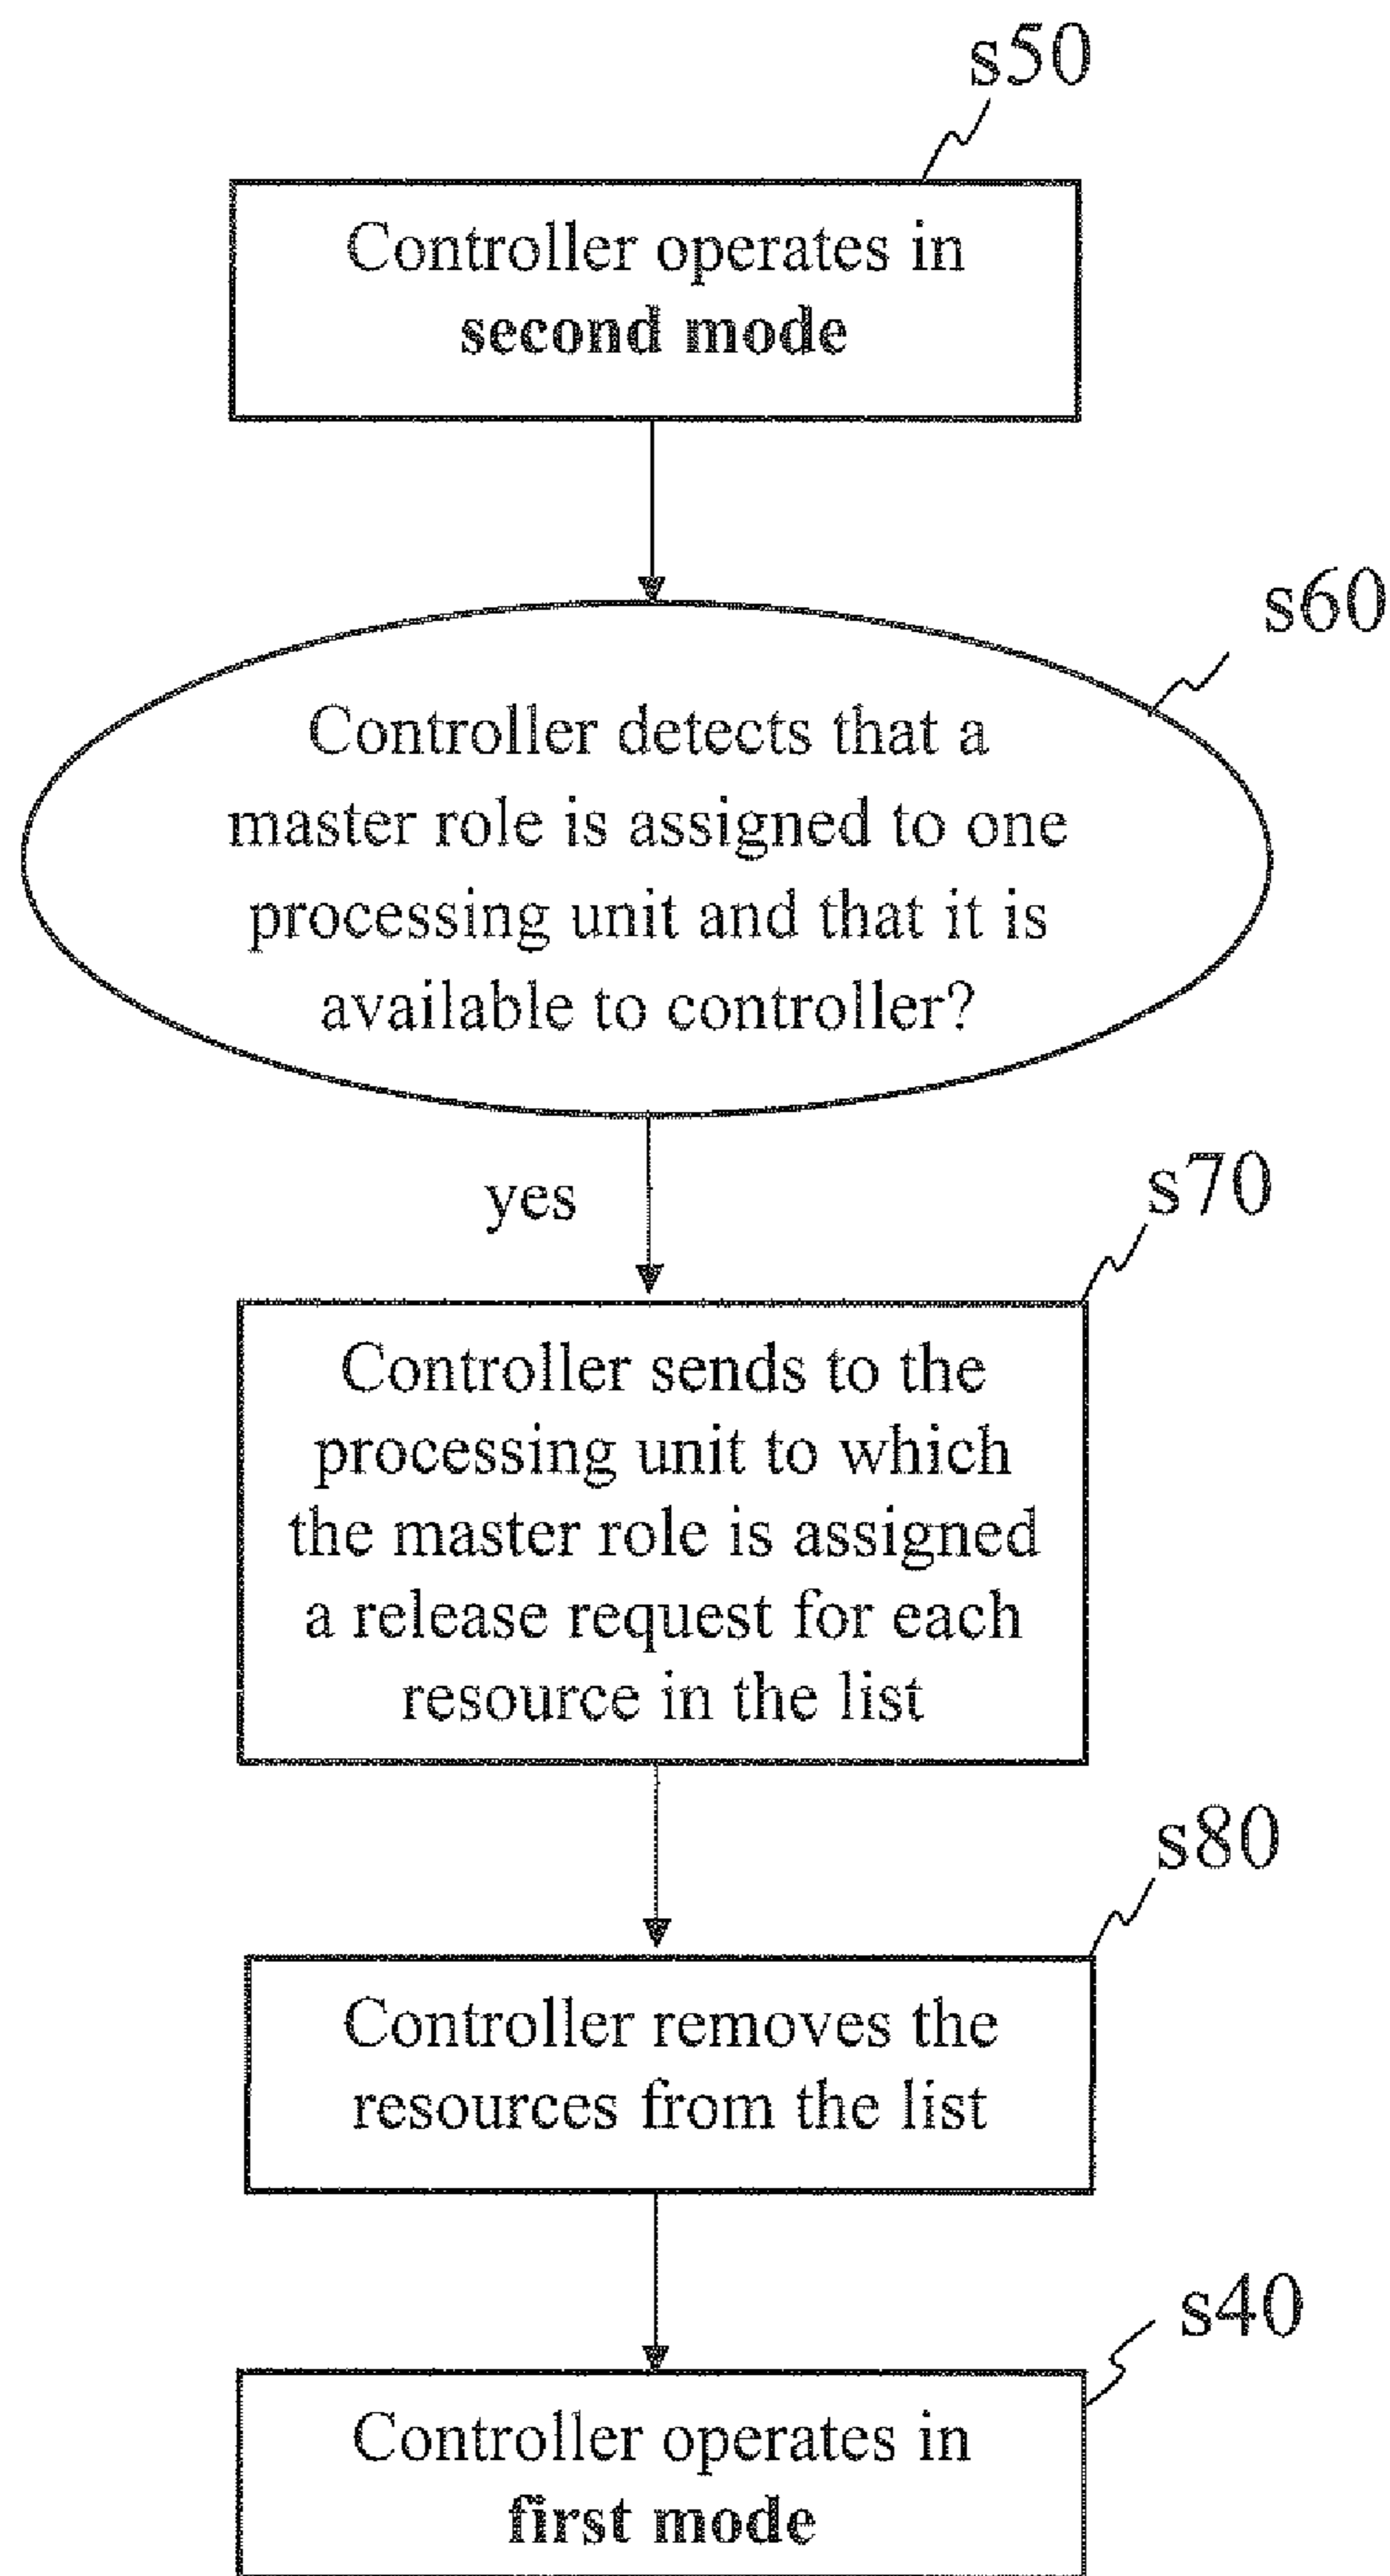 s50
Controller operates in
second mode
s60
Controller detects that a
master role is assigned to one
processing unit and that it is
available to controller?
yes
s70
Controller sends to the
processing unit to which
the master role is assigned
a release request for each
resource in the list
s80
Controller removes the
resources from the list
s40
Controller operates in
first mode